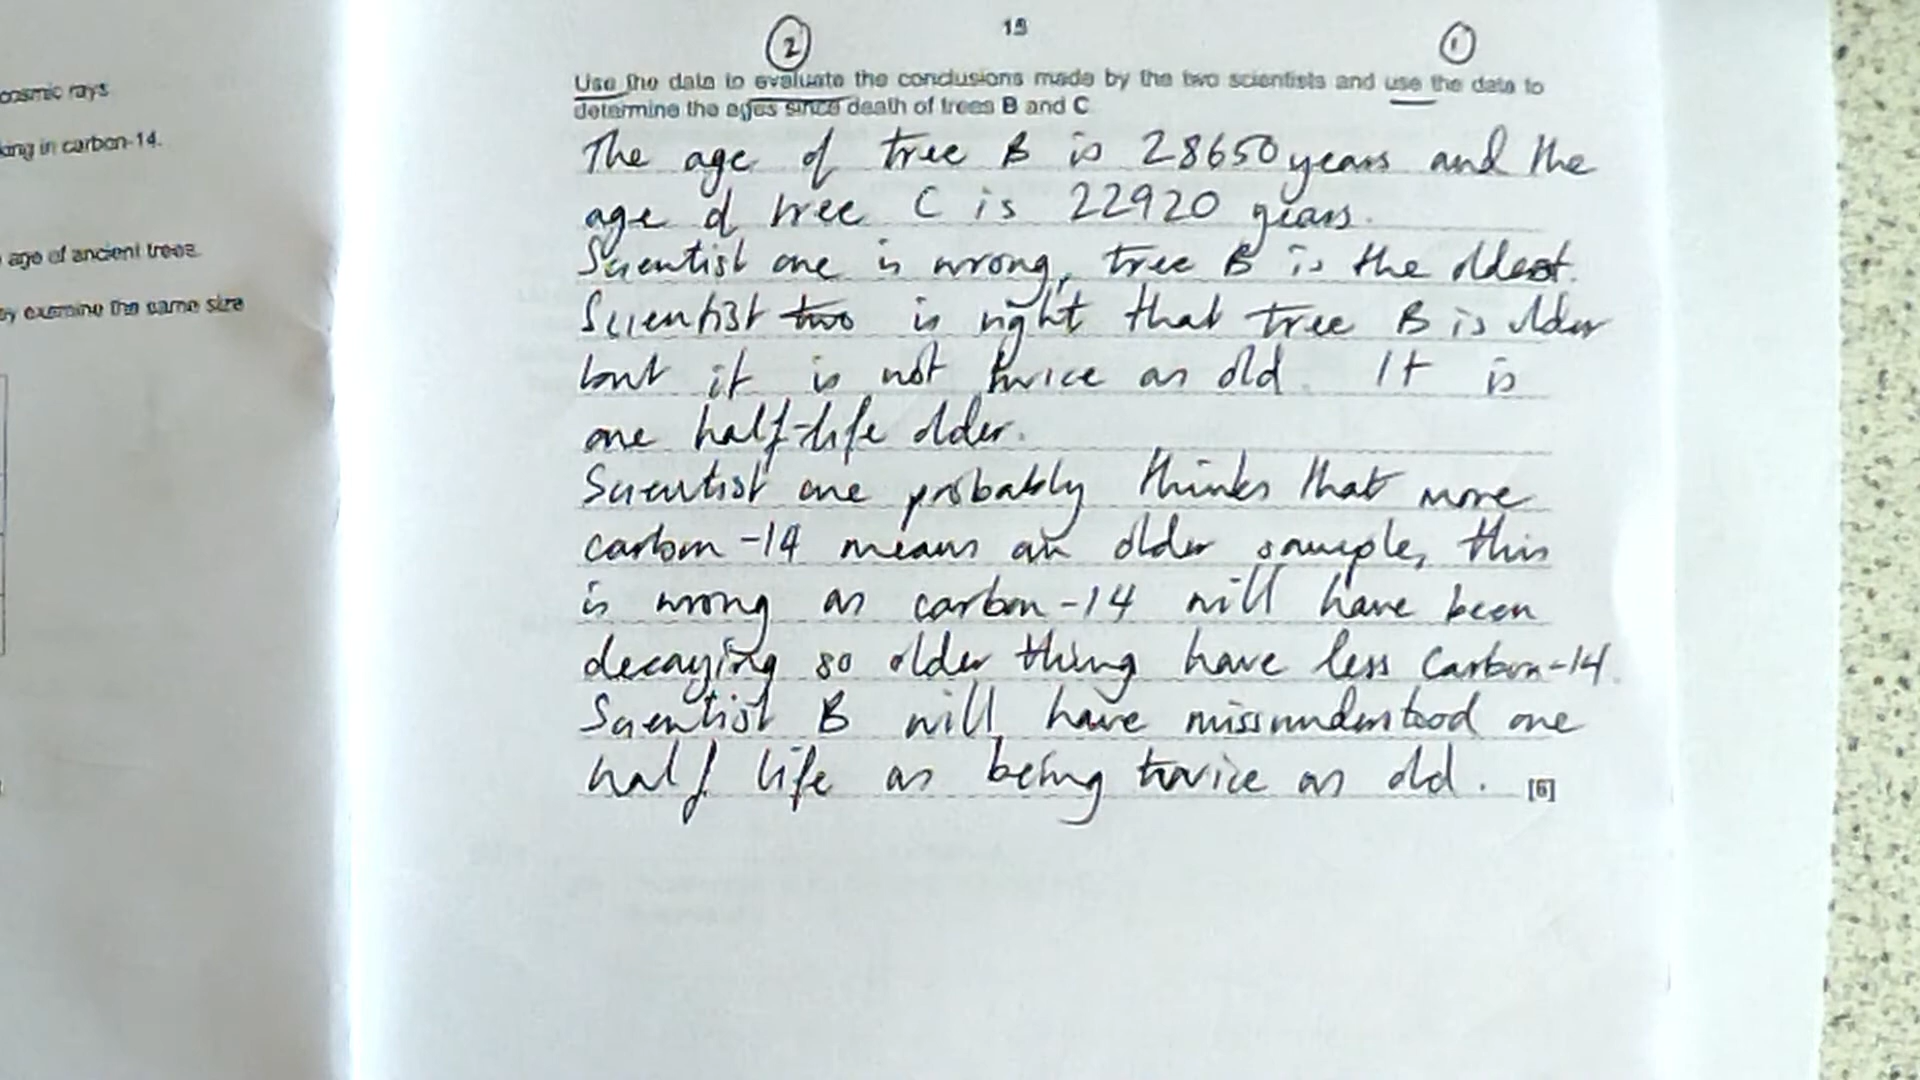 cosmic rays
king in carbon-14.
age of ancient trees.
ey examine the same size
2
19
1
Use the data to evaluate the conclusions made by the two scientists and use the data to
determine the ages since death of trees B and C
The age of tree B is 28650 years and the
age of tree C is 22920 years.
Scientist one is wrong, tree B is the oldest.
Scientist two is right that tree B is older
but it is not twice as old. It is
one half-life older.
Scientist one probably thinks that more
carbon-14 means an older sample, this
is wrong as carbon-14 will have been
decaying so older thing have less Carbon-14.
Scientist B will have missunderstood one
half life as being twice as old. [6]